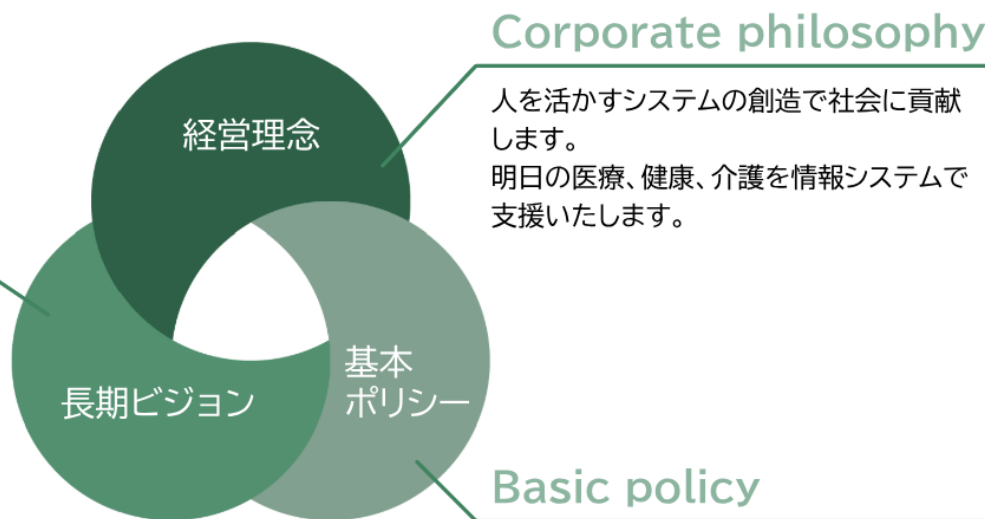 Corporate philosophy
人を活かすシステムの創造で社会に貢献
します。
明日の医療、健康、介護を情報システムで
支援いたします。
経営理念
長期ビジョン
基本
ポリシー
Basic policy